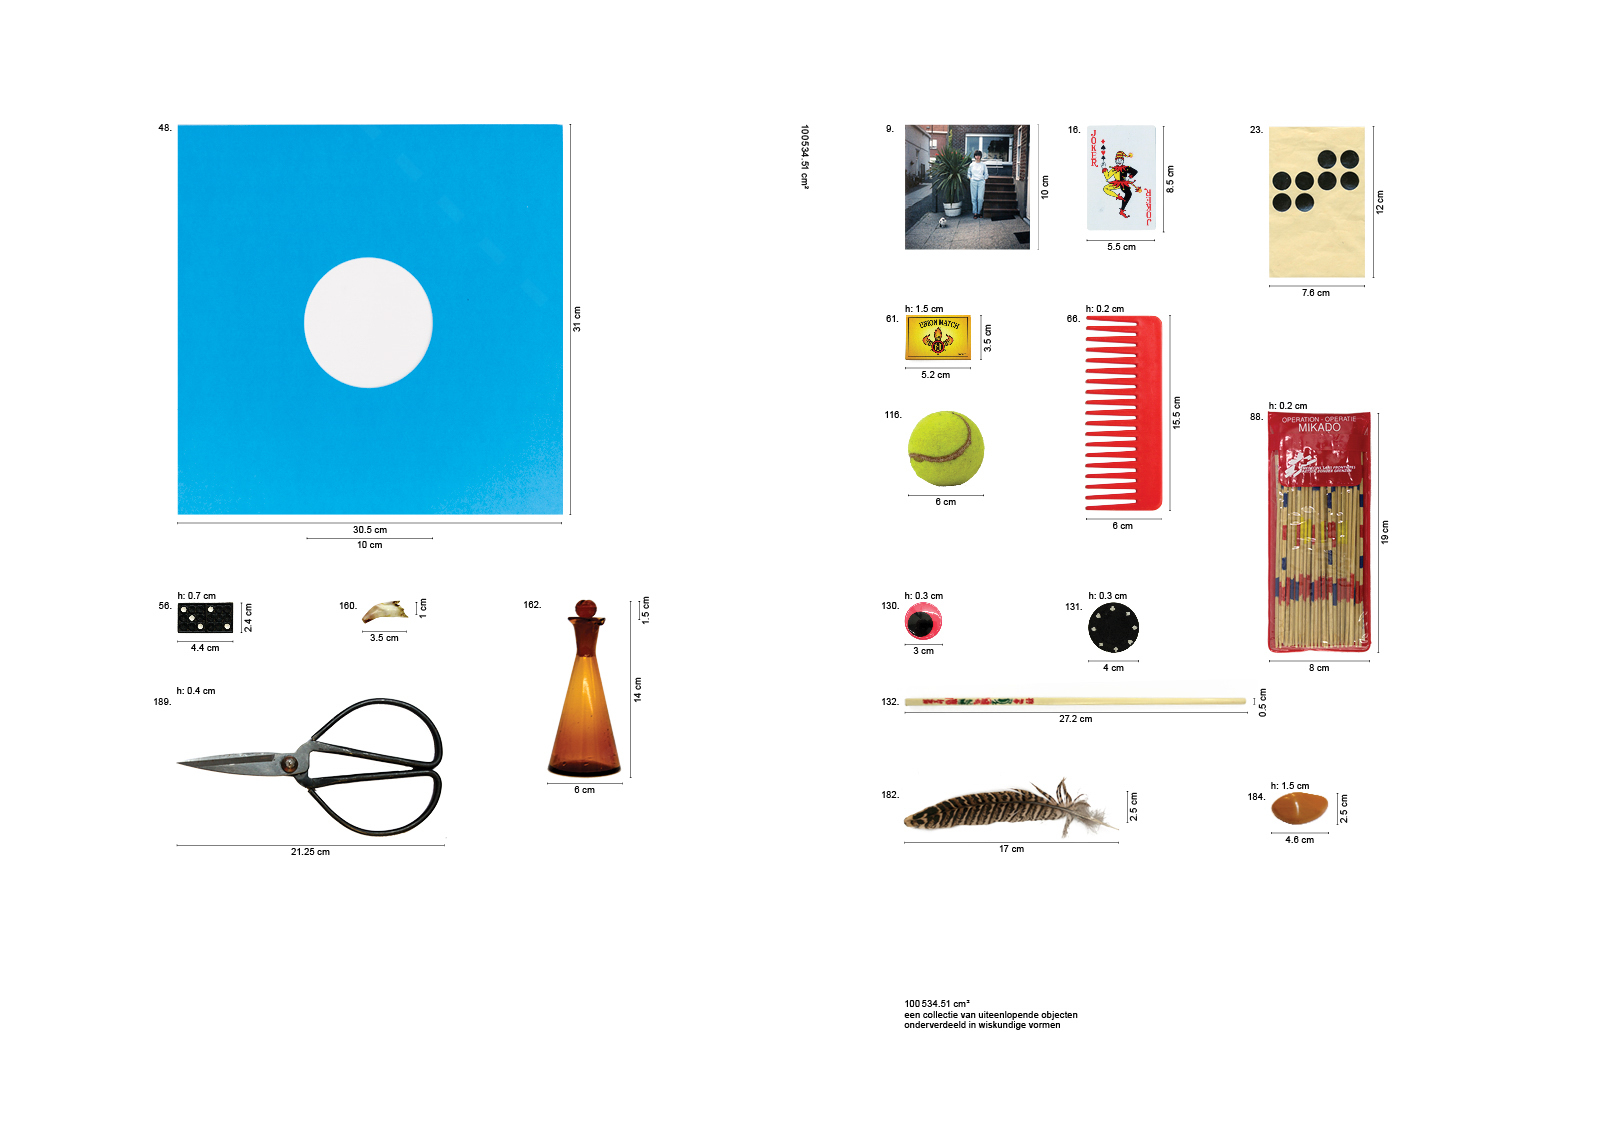 48.
31 cm
30.5 cm
10 cm
56.
h: 0.7 cm
2.4 cm
4.4 cm
160.
1 cm
3.5 cm
162.
1.5 cm
14 cm
6 cm
189.
h: 0.4 cm
21.25 cm
100534.51 cm²
9.
10 cm
16.
JOKER
JOKER
8.5 cm
5.5 cm
23.
12 cm
7.6 cm
61.
h: 1.5 cm
UNION MATCH
3.5 cm
5.2 cm
66.
h: 0.2 cm
15.5 cm
6 cm
116.
6 cm
88.
h: 0.2 cm
OPERATION - OPERATIE
MIKADO
19 cm
8 cm
130.
h: 0.3 cm
3 cm
131.
h: 0.3 cm
4 cm
132.
0.5 cm
27.2 cm
182.
2.5 cm
17 cm
184.
h: 1.5 cm
2.5 cm
4.6 cm
100534.51 cm²
een collectie van uiteenlopende objecten
onderverdeeld in wiskundige vormen